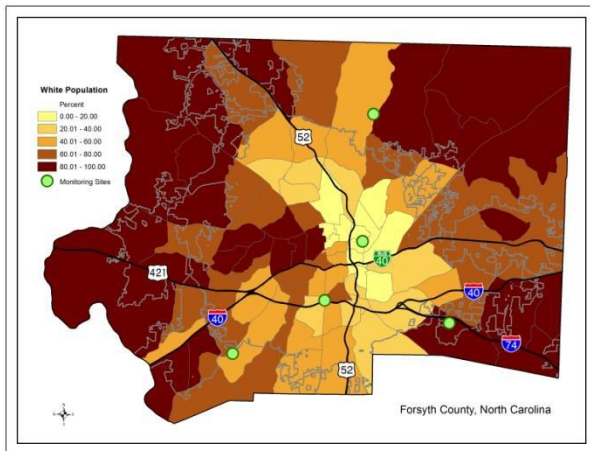 White Population
Percent
0.00 - 20.00
20.01 - 40.00
40.01 - 60.00
60.01 - 80.00
80.01 - 100.00
Monitoring Sites
52
40
421
40
40
74
52
Forsyth County, North Carolina